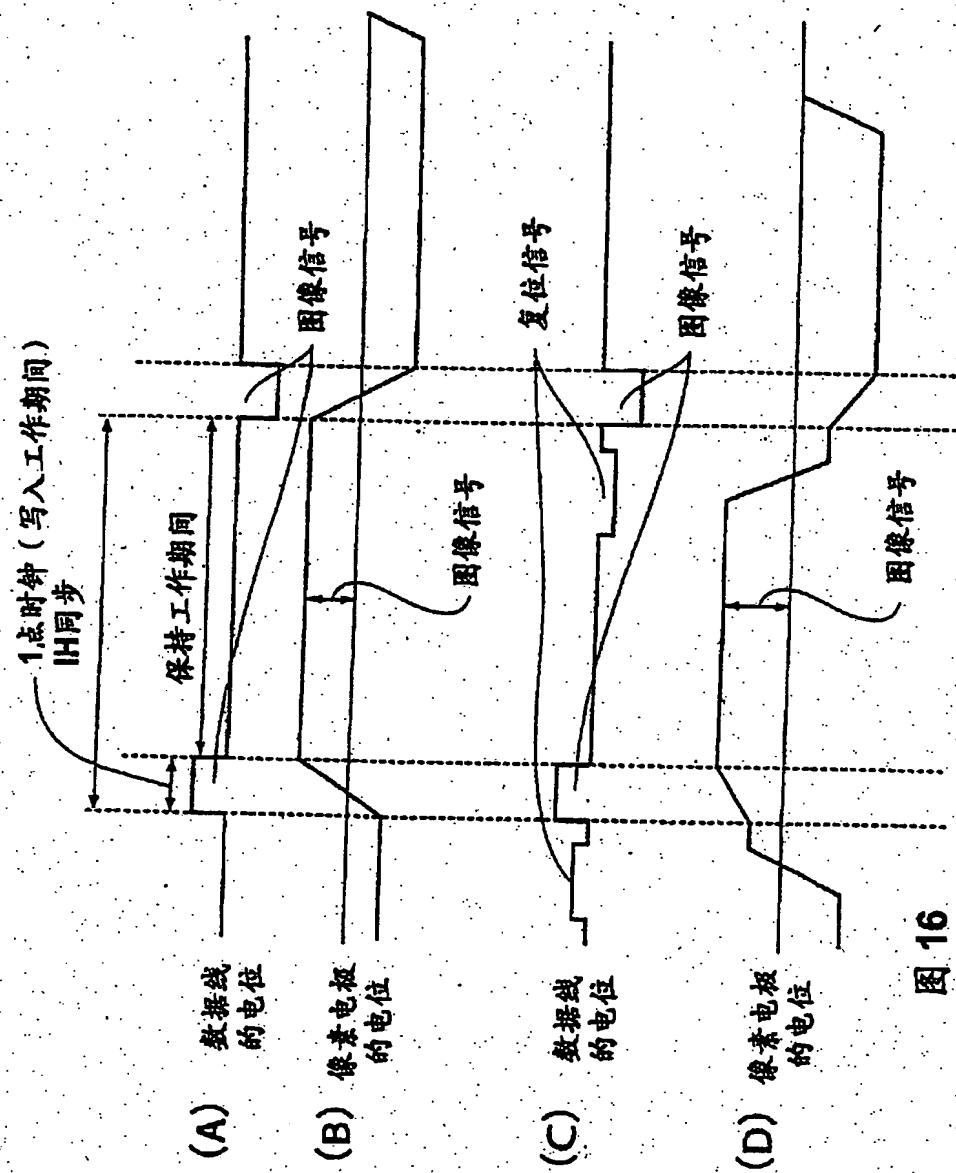 1点时钟(写入工作期间)
IH同步
保持工作期间
(A)
数据线
的电位
图像信号
(B)
像素电极
的电位
图像信号
(C)
数据线
的电位
复位信号
图像信号
(D)
像素电极
的电位
图像信号
图 16